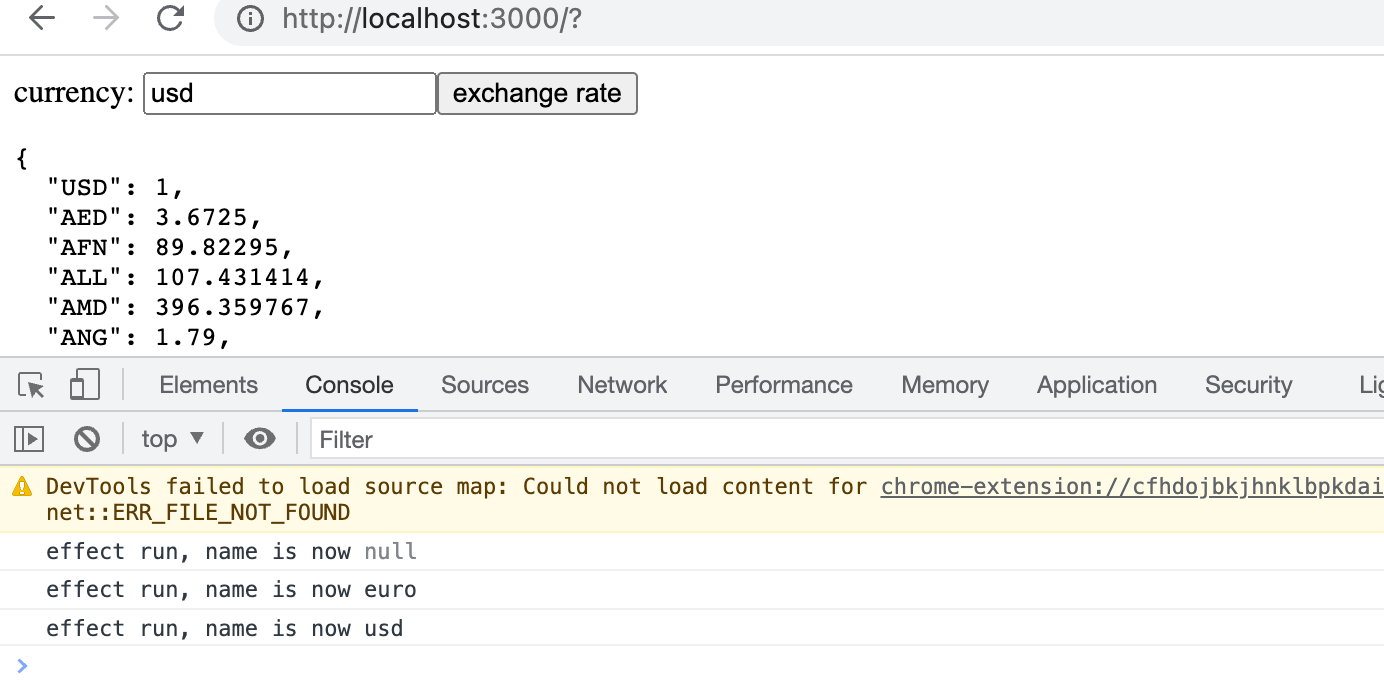 http://localhost:3000/?
currency: usd exchange rate
{
"USD": 1,
"AED": 3.6725,
"AFN": 89.82295,
"ALL": 107.431414,
"AMD": 396.359767,
"ANG": 1.79,
Elements Console Sources Network Performance Memory Application Security Lig
top Filter
DevTools failed to load source map: Could not load content for chrome-extension://cfhdojbkjhnklbpkdai
net::ERR_FILE_NOT_FOUND
effect run, name is now null
effect run, name is now euro
effect run, name is now usd